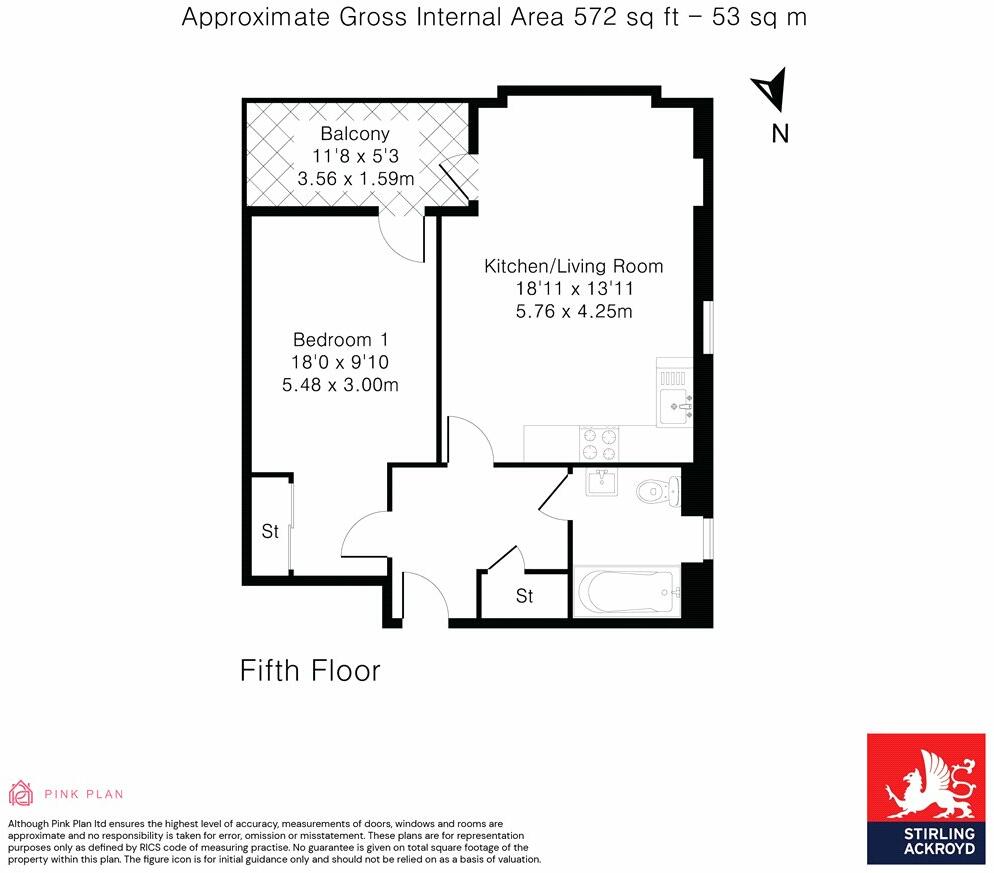 Approximate Gross Internal Area 572 sq ft – 53 sq m
N
Balcony
11'8 x 5'3
3.56 x 1.59m
Kitchen/Living Room
18'11 x 13'11
5.76 x 4.25m
Bedroom 1
18'0 x 9'10
5.48 x 3.00m
St
St
Fifth Floor
PINK PLAN
Although Pink Plan ltd ensures the highest level of accuracy, measurements of doors, windows and rooms are
approximate and no responsibility is taken for error, omission or misstatement. These plans are for representation
purposes only as defined by RICS code of measuring practise. No guarantee is given on total square footage of the
property within this plan. The figure icon is for initial guidance only and should not be relied on as a basis of valuation.
STIRLING
ACKROYD